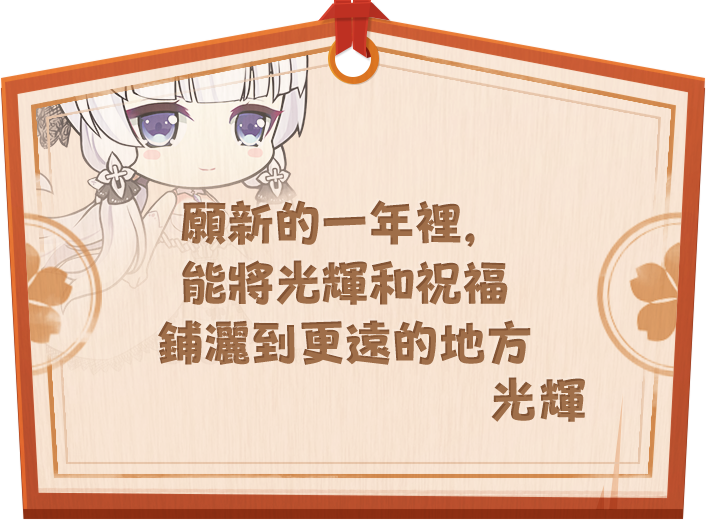 願新的一年裡,
能將光輝和祝福
鋪灑到更遠的地方
光輝